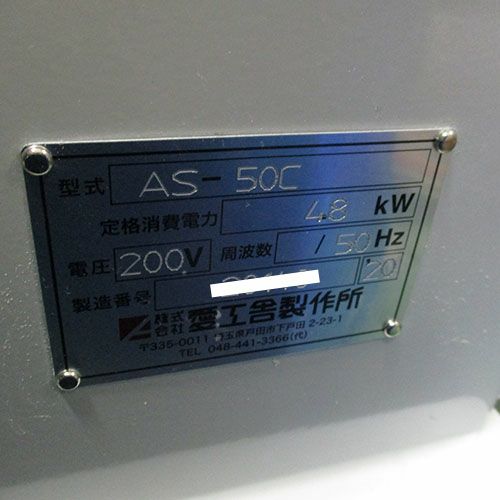 型式 AS-50C
定格消費電力 4.8 kW
電圧 200V 周波数 / 50 Hz
製造番号 20
株式会社 愛工舎製作所
〒335-0011 埼玉県戸田市下戸田 2-23-1
TEL 048-441-3366(代)